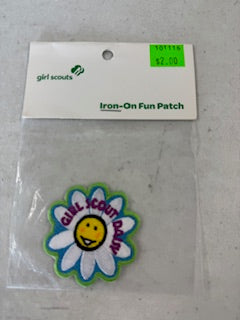 101116
$2.00
girl scouts
Iron-On Fun Patch
GIRL SCOUT DAISY